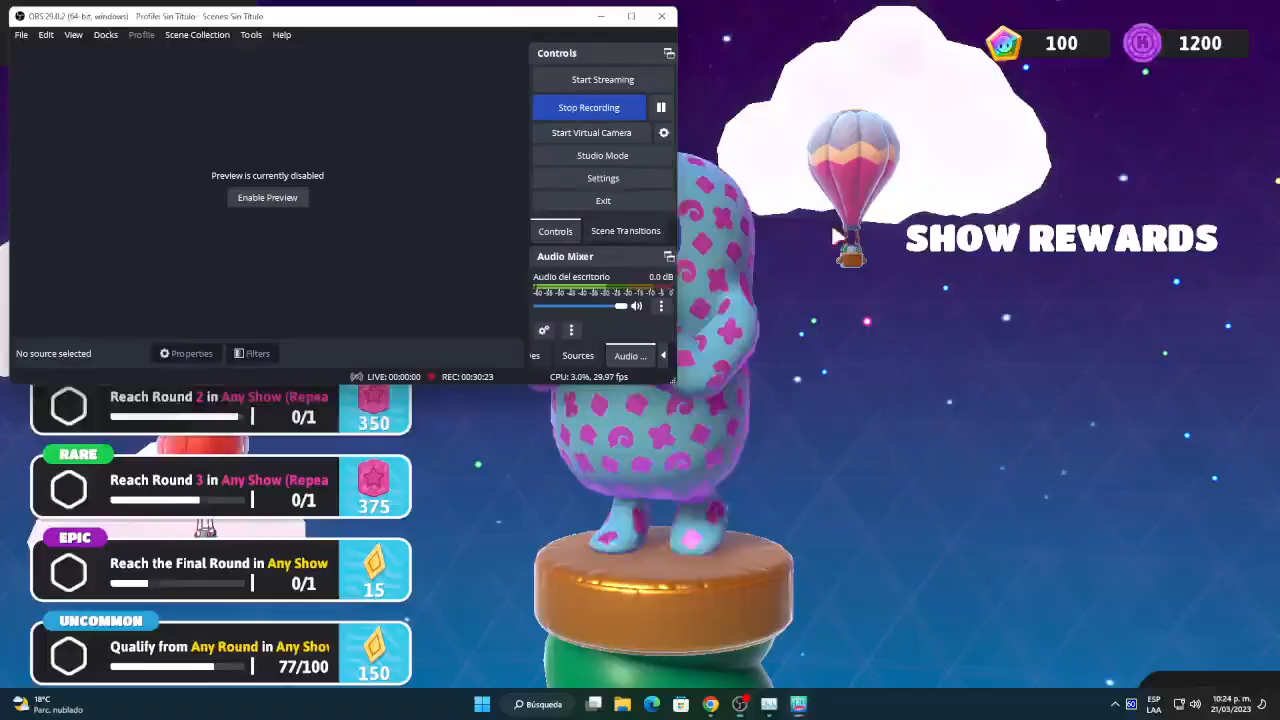 OBS 29.0.2 (64-bit, windows) - Profile: Sin Título - Scenes: Sin Título
File Edit View Docks Profile Scene Collection Tools Help
Controls
Start Streaming
Stop Recording
Start Virtual Camera
Studio Mode
Settings
Exit
Controls Scene Transitions
Audio Mixer
Audio del escritorio 0.0 dB
Preview is currently disabled
Enable Preview
No source selected
Properties
Filters
es Sources Audio ...
LIVE: 00:00:00 REC: 00:30:23 CPU: 3.0%, 29.97 fps
100
1200
SHOW REWARDS
Reach Round 2 in Any Show (Repea
0/1
350
RARE
Reach Round 3 in Any Show (Repea
0/1
375
EPIC
Reach the Final Round in Any Show
0/1
15
UNCOMMON
Qualify from Any Round in Any Sho
77/100
150
18°C
Parc. nublado
Búsqueda
ESP
LAA
10:24 p. m.
21/03/2023